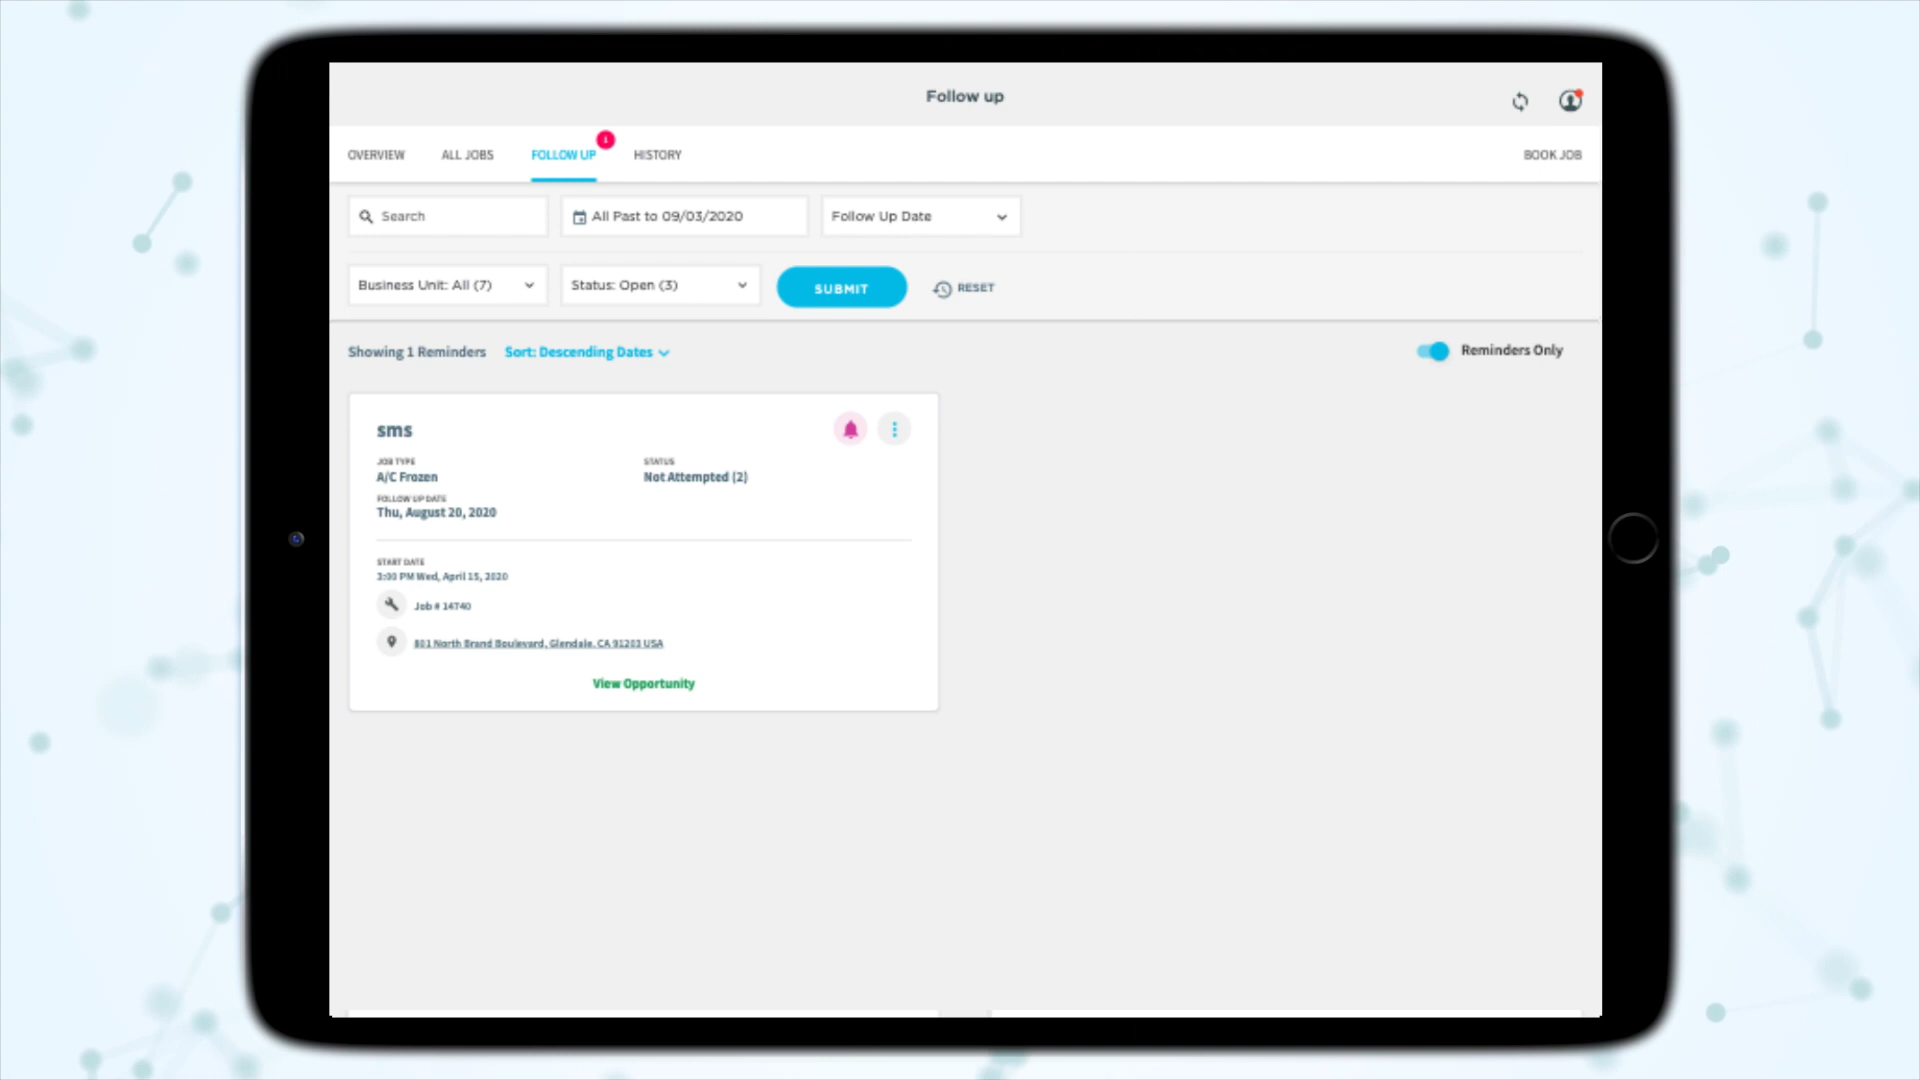 Follow up
OVERVIEW ALL JOBS FOLLOW UP 1 HISTORY BOOK JOB
Search All Past to 09/03/2020 Follow Up Date
Business Unit: All (7) Status: Open (3) SUBMIT RESET
Showing 1 Reminders Sort: Descending Dates Reminders Only
sms
JOB TYPE STATUS
A/C Frozen Not Attempted (2)
FOLLOW UP DATE
Thu, August 20, 2020
START DATE
3:00 PM Wed, April 15, 2020
Job # 14740
801 North Brand Boulevard, Glendale, CA 91203 USA
View Opportunity